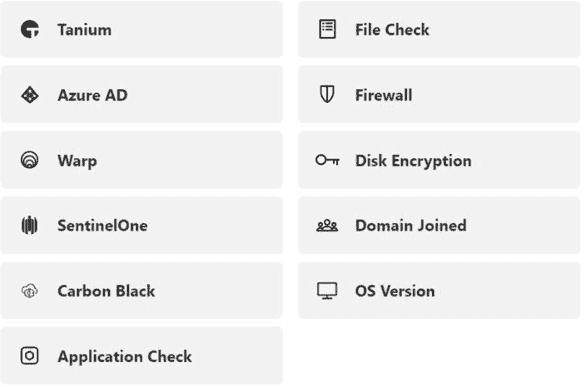 Tanium
File Check
Azure AD
Firewall
Warp
Disk Encryption
SentinelOne
Domain Joined
Carbon Black
OS Version
Application Check